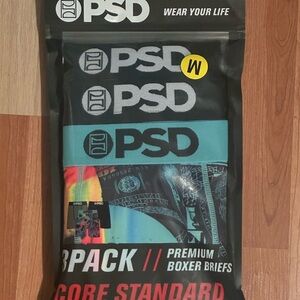 PSD WEAR YOUR LIFE
PSD
M
PSD
PSD
3PACK // PREMIUM
BOXER BRIEFS
CORE STANDARD